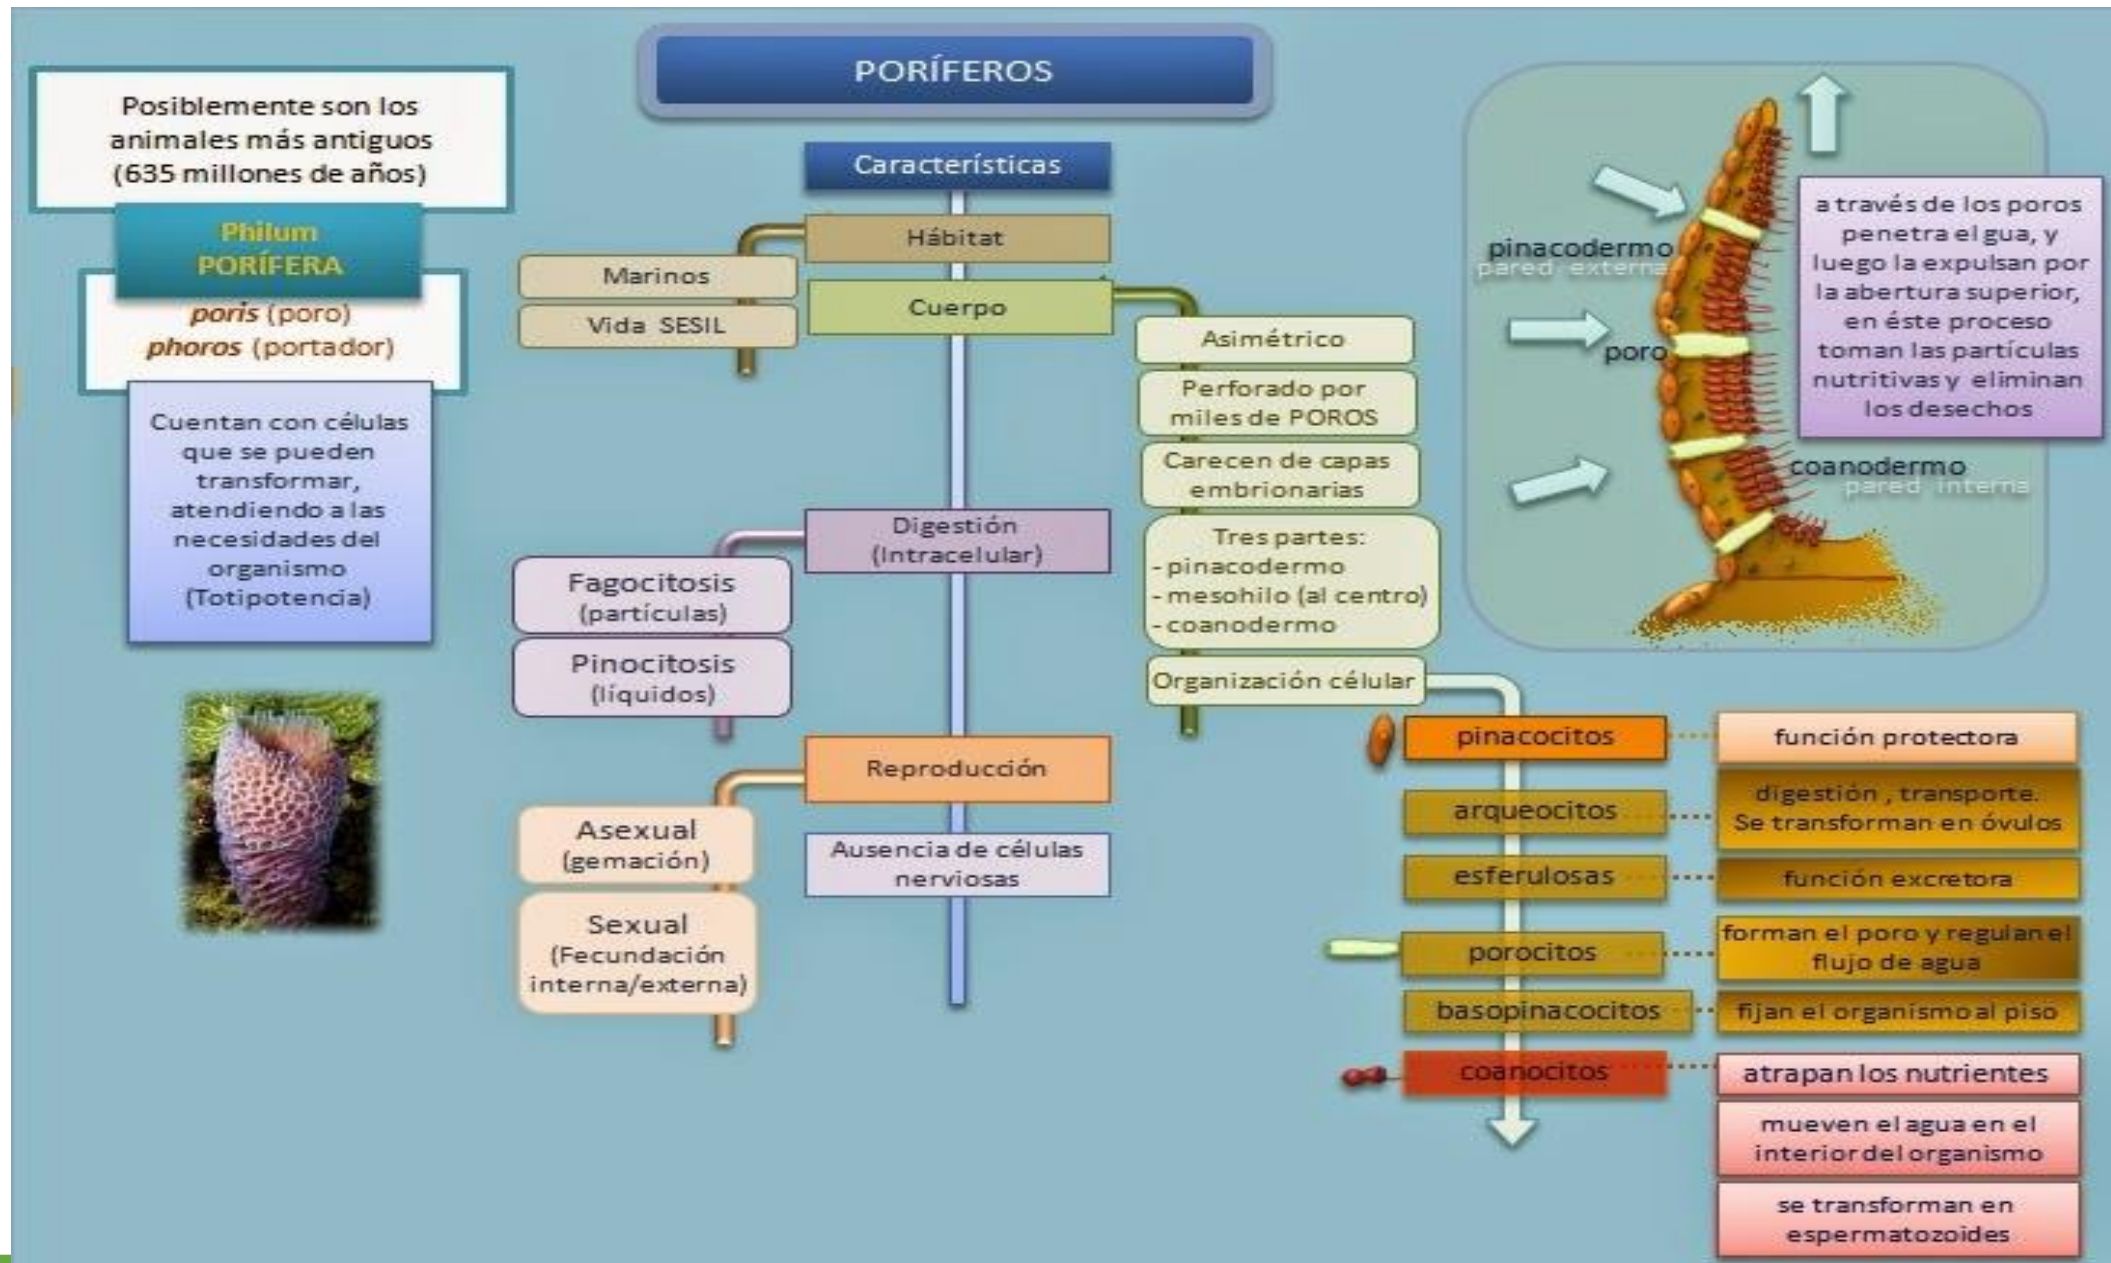 PORÍFEROS
Posiblemente son los
animales más antiguos
(635 millones de años)
Philum
PORÍFERA
poris (poro)
phoros (portador)
Cuentan con células
que se pueden
transformar,
atendiendo a las
necesidades del
organismo
(Totipotencia)
Características
Hábitat
Marinos
Vida SESIL
Cuerpo
Asimétrico
Perforado por
miles de POROS
Carecen de capas
embrionarias
Tres partes:
- pinacodermo
- mesohilo (al centro)
- coanodermo
Organización célular
Digestión
(Intracelular)
Fagocitosis
(partículas)
Pinocitosis
(líquidos)
Reproducción
Asexual
(gemación)
Sexual
(Fecundación
interna/externa)
Ausencia de células
nerviosas
pinacodermo
pared externa
poro
coanodermo
pared interna
a través de los poros
penetra el gua, y
luego la expulsan por
la abertura superior,
en éste proceso
toman las partículas
nutritivas y eliminan
los desechos
pinacocitos
función protectora
arqueocitos
digestión , transporte.
Se transforman en óvulos
esferulosas
función excretora
porocitos
forman el poro y regulan el
flujo de agua
basopinacocitos
fijan el organismo al piso
coanocitos
atrapan los nutrientes
mueven el agua en el
interior del organismo
se transforman en
espermatozoides